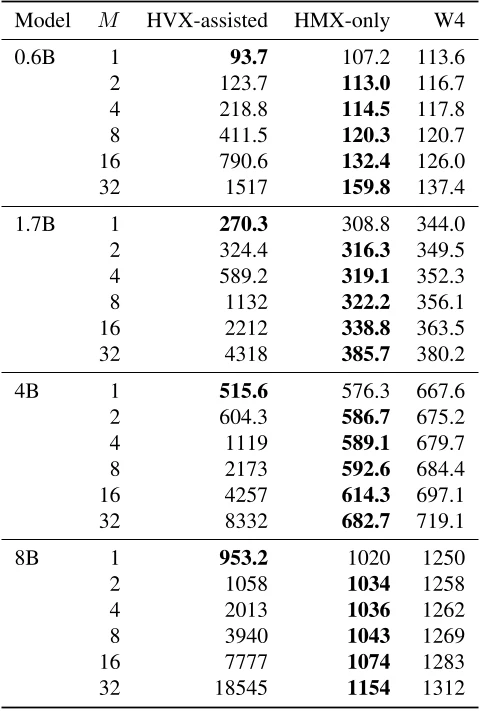 Model M HVX-assisted HMX-only W4
0.6B 1 93.7 107.2 113.6
2 123.7 113.0 116.7
4 218.8 114.5 117.8
8 411.5 120.3 120.7
16 790.6 132.4 126.0
32 1517 159.8 137.4
1.7B 1 270.3 308.8 344.0
2 324.4 316.3 349.5
4 589.2 319.1 352.3
8 1132 322.2 356.1
16 2212 338.8 363.5
32 4318 385.7 380.2
4B 1 515.6 576.3 667.6
2 604.3 586.7 675.2
4 1119 589.1 679.7
8 2173 592.6 684.4
16 4257 614.3 697.1
32 8332 682.7 719.1
8B 1 953.2 1020 1250
2 1058 1034 1258
4 2013 1036 1262
8 3940 1043 1269
16 7777 1074 1283
32 18545 1154 1312